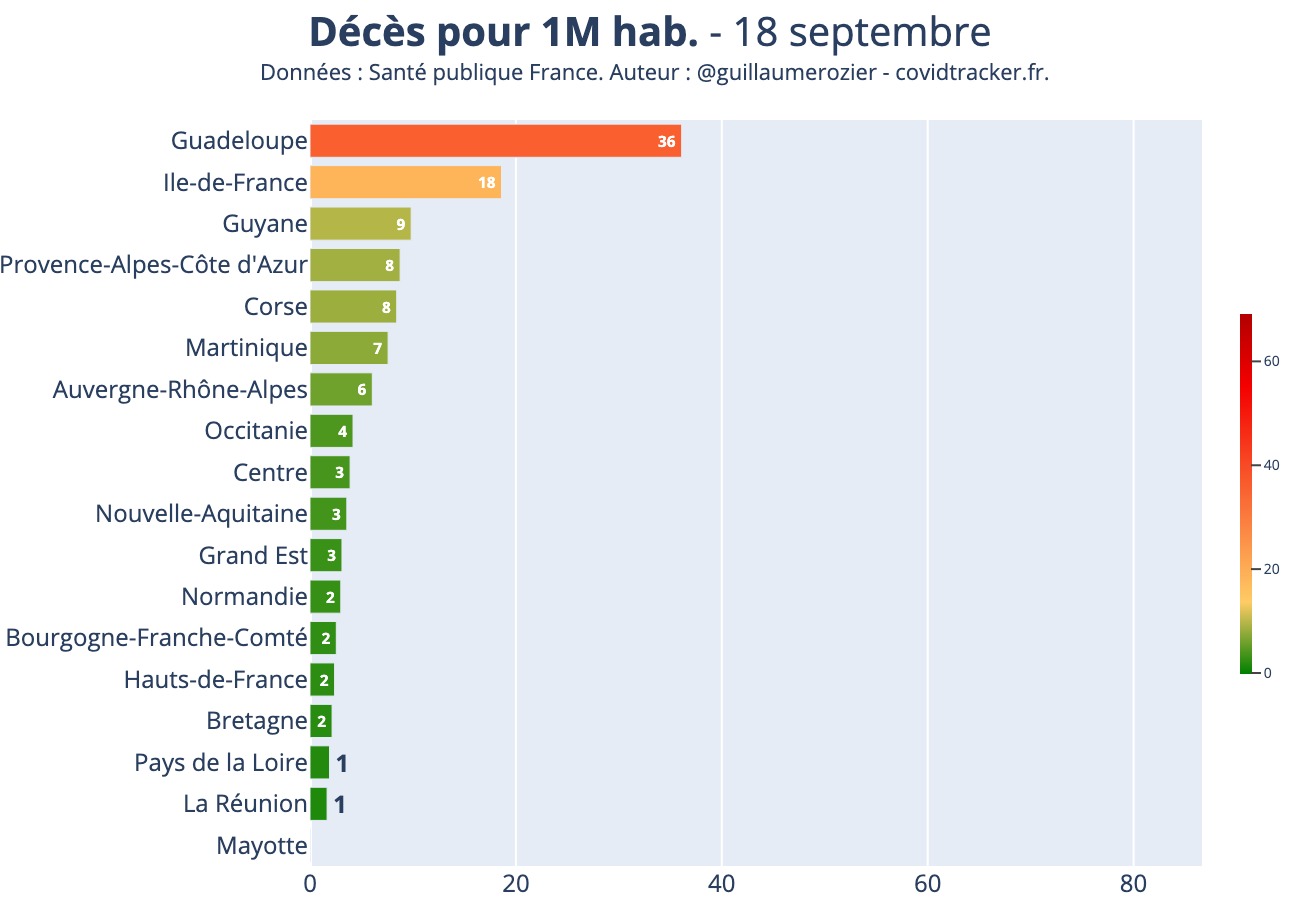 Décès pour 1M hab. - 18 septembre
Données : Santé publique France. Auteur : @guillaumerozier - covidtracker.fr.
Guadeloupe 36
Ile-de-France 18
Guyane 9
Provence-Alpes-Côte d'Azur 8
Corse 8
Martinique 7
Auvergne-Rhône-Alpes 6
Occitanie 4
Centre 3
Nouvelle-Aquitaine 3
Grand Est 3
Normandie 2
Bourgogne-Franche-Comté 2
Hauts-de-France 2
Bretagne 2
Pays de la Loire 1
La Réunion 1
Mayotte
0 20 40 60 80
60
40
20
0